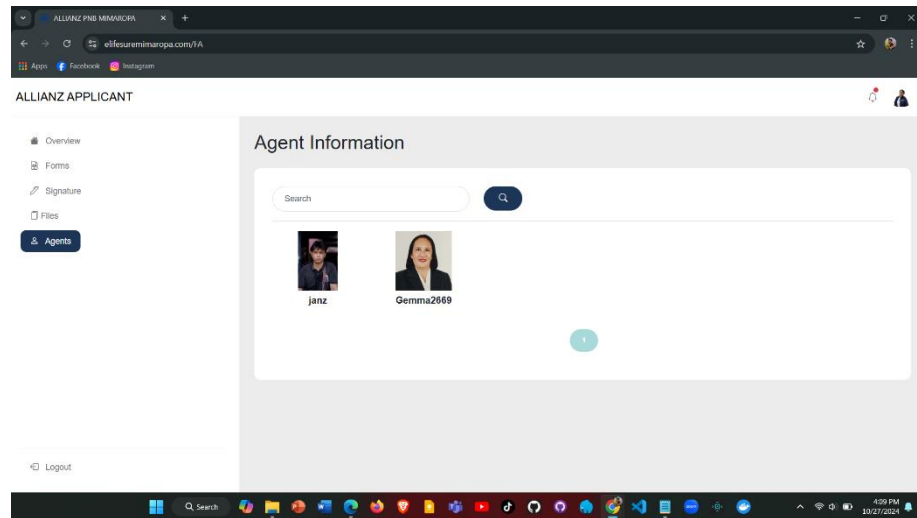 ALLIANZ PNB MIMAROPA
elifesuremimaropa.com/FA
Apps Facebook Instagram
ALLIANZ APPLICANT
Overview
Forms
Signature
Files
Agents
Logout
Agent Information
Search
janz Gemma2669
1
Search
4:09 PM
10/27/2024